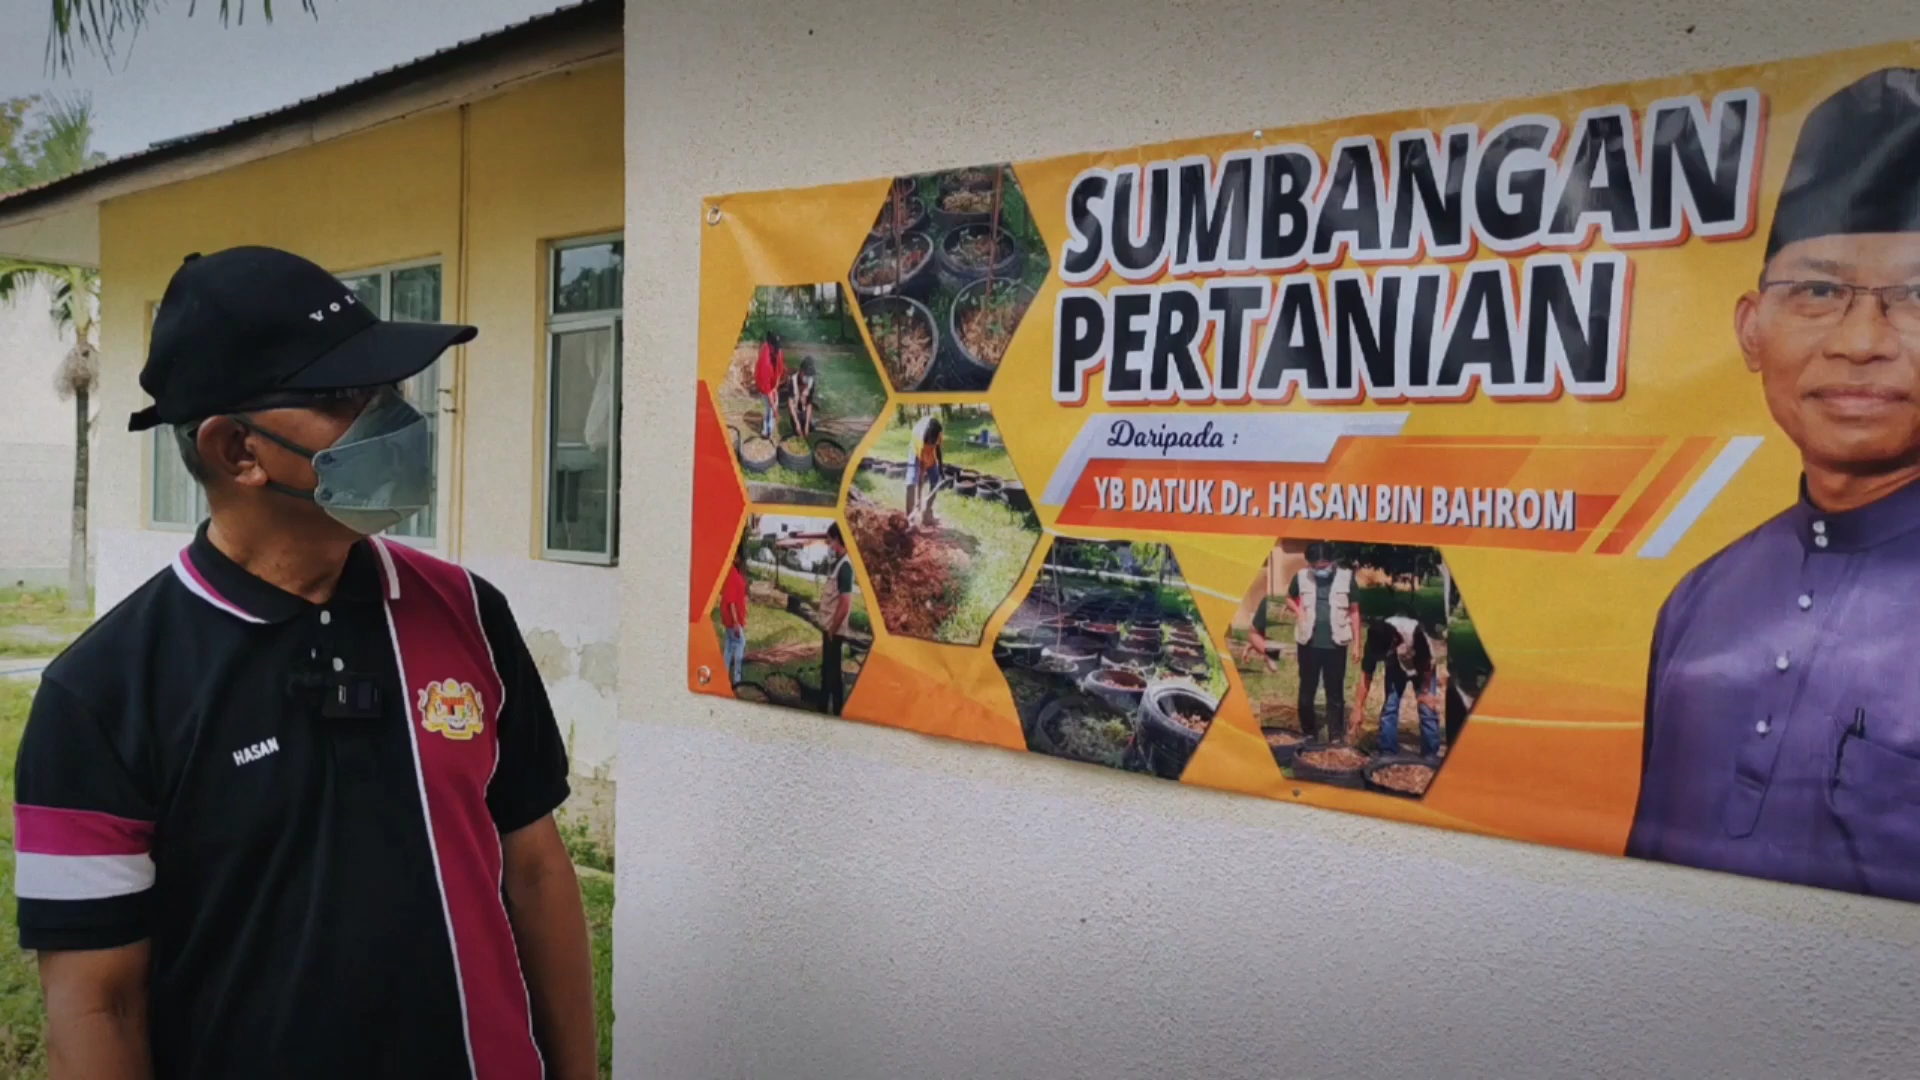 SUMBANGAN
PERTANIAN
Daripada :
YB DATUK Dr. HASAN BIN BAHROM
HASAN